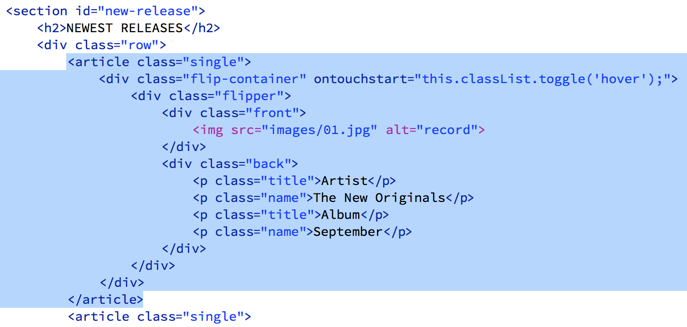 <section id="new-release">
<h2>NEWEST RELEASES</h2>
<div class="row">
<article class="single">
<div class="flip-container" ontouchstart="this.classList.toggle('hover');">
<div class="flipper">
<div class="front">
<img src="images/01.jpg" alt="record">
</div>
<div class="back">
<p class="title">Artist</p>
<p class="name">The New Originals</p>
<p class="title">Album</p>
<p class="name">September</p>
</div>
</div>
</div>
</article>
<article class="single">